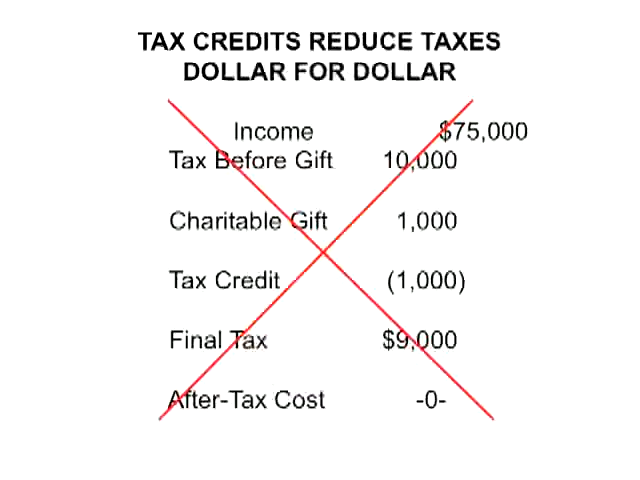 TAX CREDITS REDUCE TAXES
DOLLAR FOR DOLLAR
Income $75,000
Tax Before Gift 10,000
Charitable Gift 1,000
Tax Credit (1,000)
Final Tax $9,000
After-Tax Cost -0-